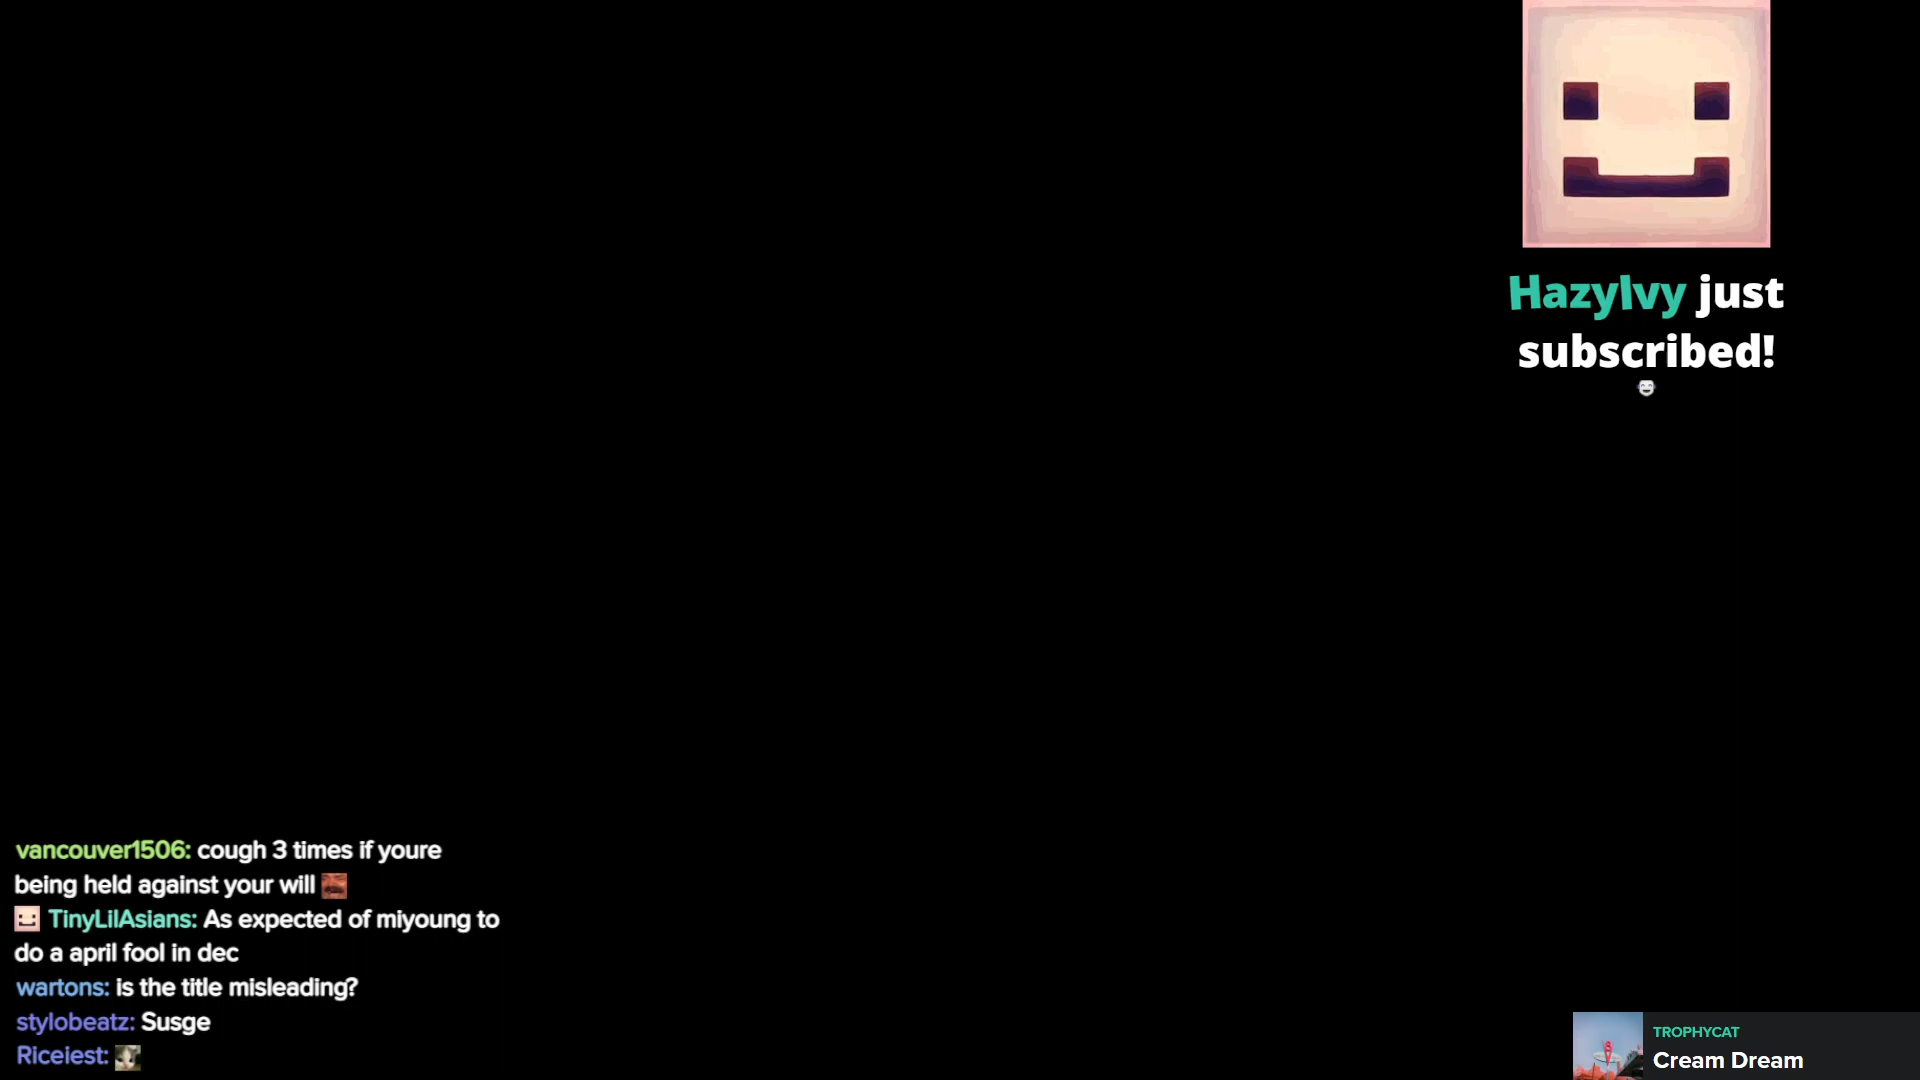 HazyIvy just
subscribed!
vancouver1506: cough 3 times if youre
being held against your will
TinyLilAsians: As expected of miyoung to
do a april fool in dec
wartons: is the title misleading?
stylobeatz: Susge
Riceiest:
TROPHYCAT
Cream Dream